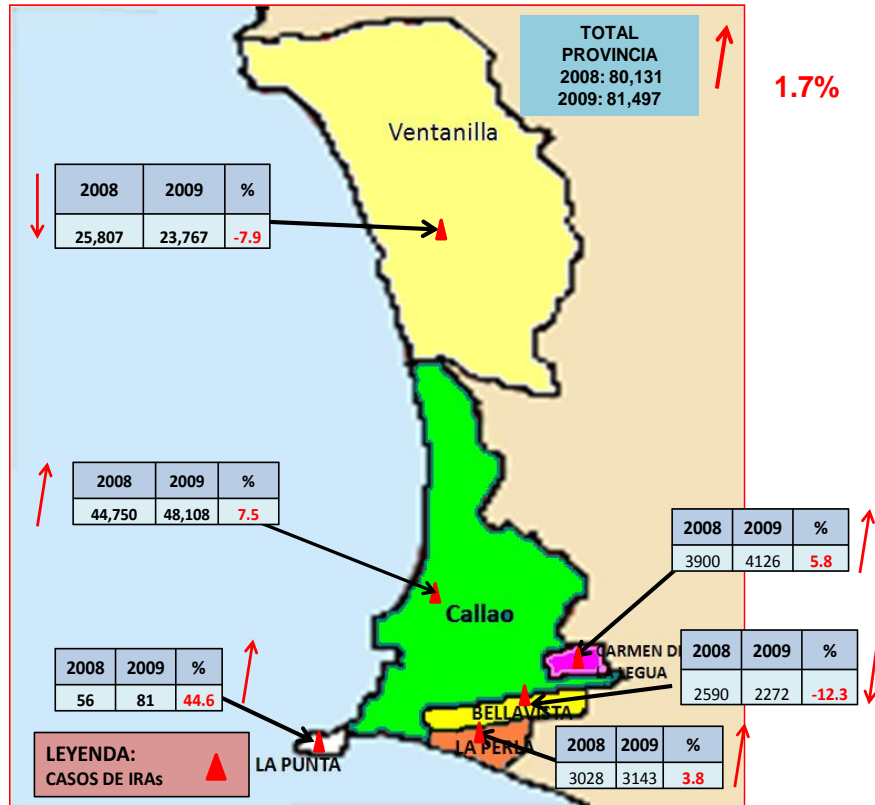 TOTAL
PROVINCIA
2008: 80,131
2009: 81,497
1.7%
Ventanilla
2008 2009 %
25,807 23,767 -7.9
2008 2009 %
44,750 48,108 7.5
2008 2009 %
3900 4126 5.8
Callao
CARMEN DE
LEGUA
2008 2009 %
2590 2272 -12.3
2008 2009 %
56 81 44.6
BELLAVISTA
LA PERLA
2008 2009 %
3028 3143 3.8
LA PUNTA
LEYENDA:
CASOS DE IRAs